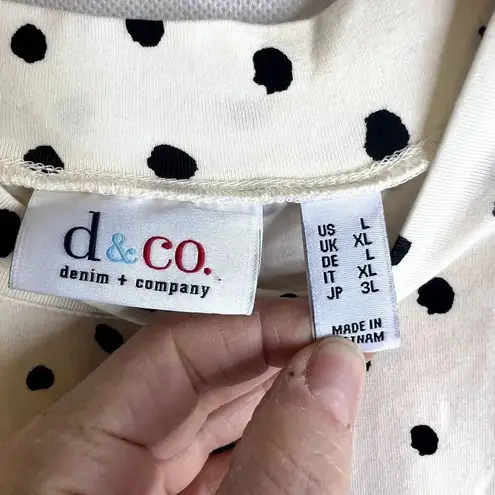 d&co.
denim + company
US L
UK XL
DE L
IT XL
JP 3L
MADE IN